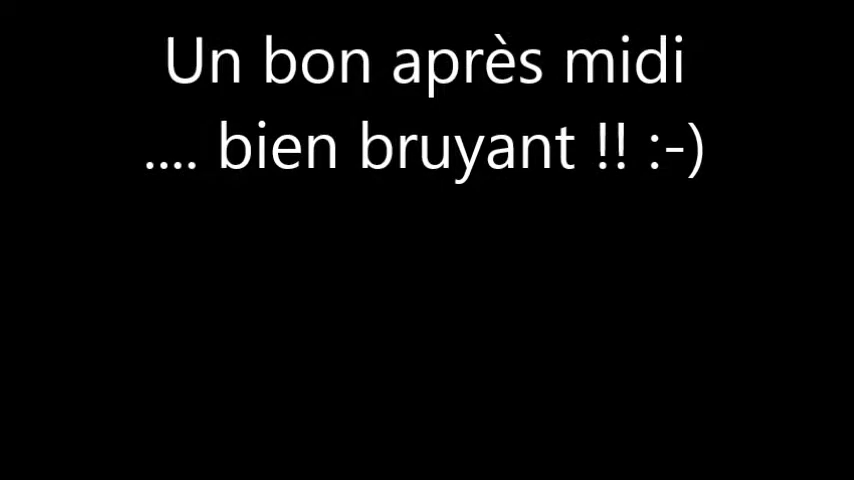 Un bon après midi
.... bien bruyant !! :-)